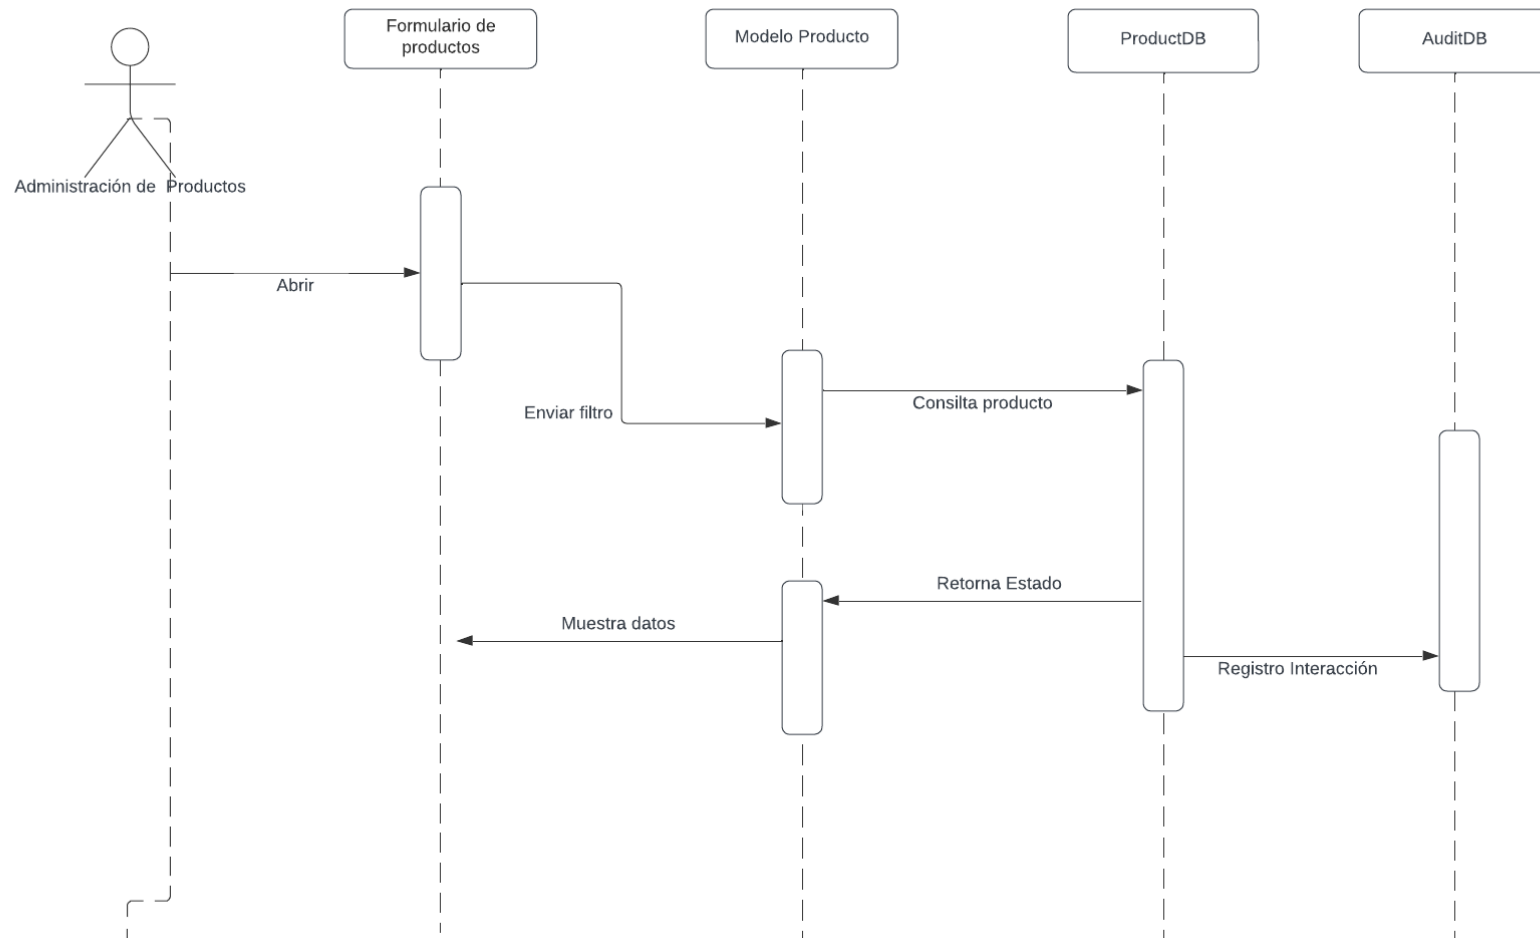 Formulario de
productos
Modelo Producto
ProductDB
AuditDB
Administración de  Productos
Abrir
Enviar filtro
Consilta producto
Retorna Estado
Muestra datos
Registro Interacción